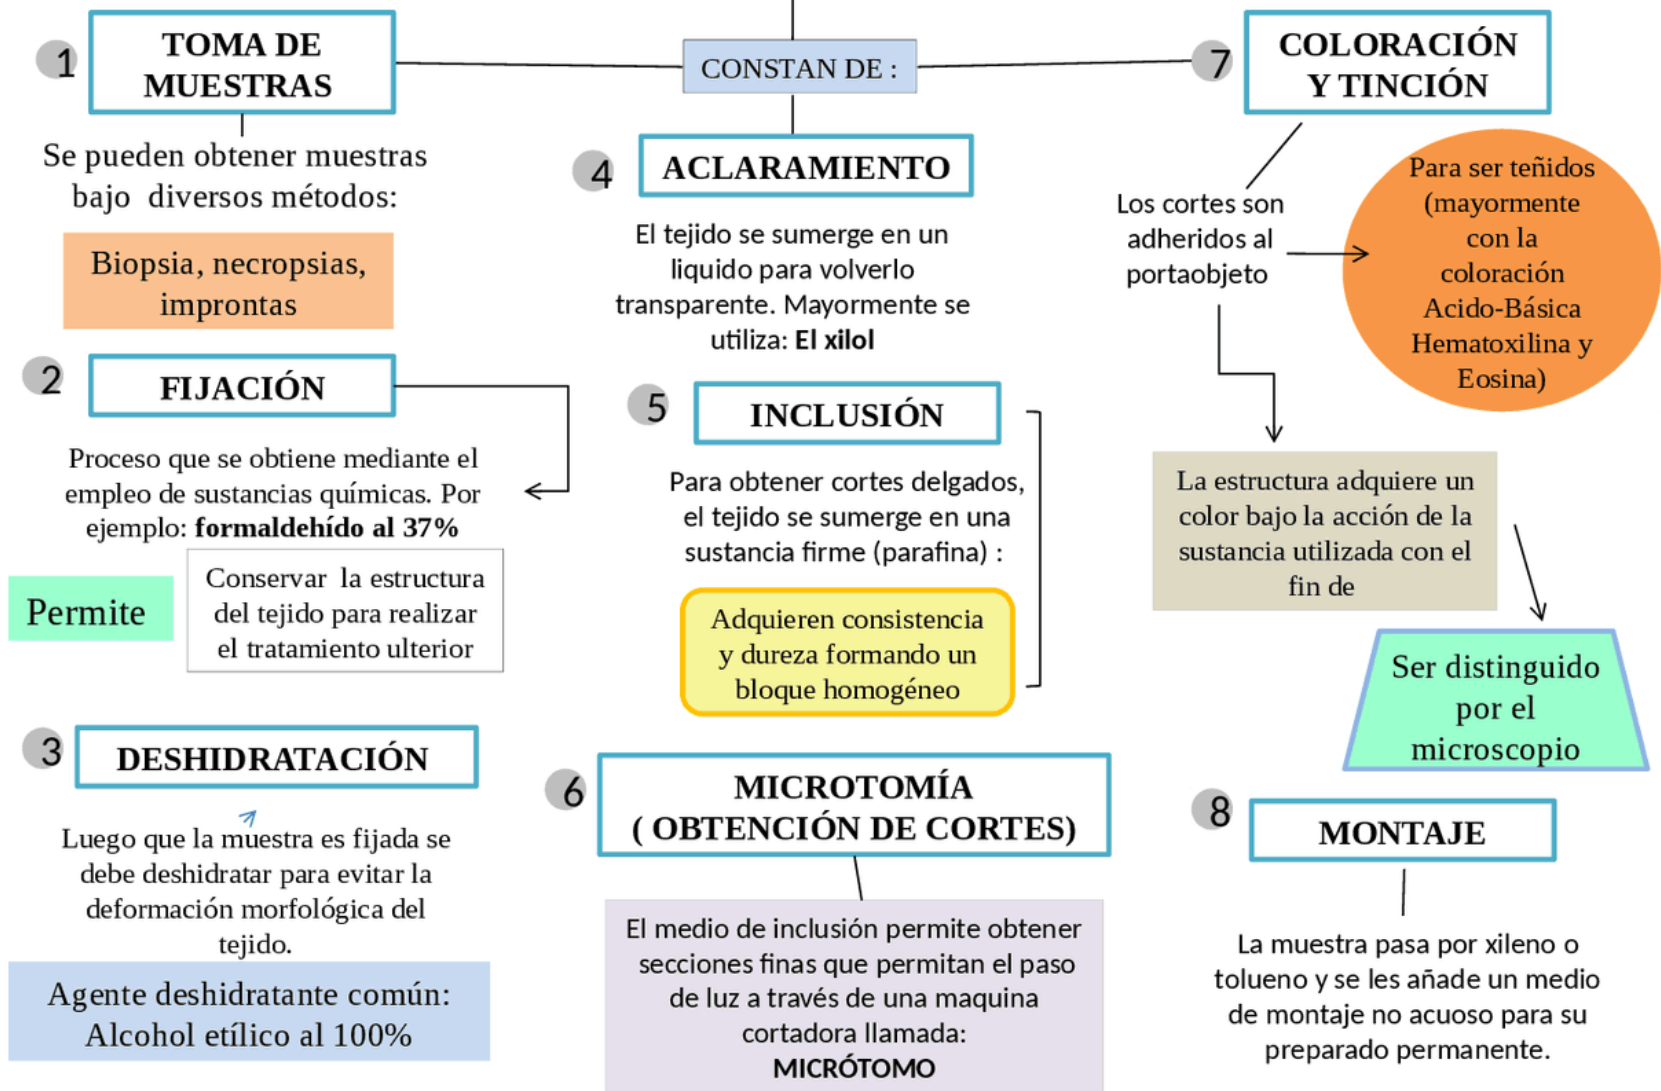 CONSTAN DE :
1
TOMA DE
MUESTRAS
Se pueden obtener muestras
bajo diversos métodos:
Biopsia, necropsias,
improntas
2
FIJACIÓN
Proceso que se obtiene mediante el
empleo de sustancias químicas. Por
ejemplo: formaldehído al 37%
Permite
Conservar la estructura
del tejido para realizar
el tratamiento ulterior
3
DESHIDRATACIÓN
Luego que la muestra es fijada se
debe deshidratar para evitar la
deformación morfológica del
tejido.
Agente deshidratante común:
Alcohol etílico al 100%
4
ACLARAMIENTO
El tejido se sumerge en un
liquido para volverlo
transparente. Mayormente se
utiliza: El xilol
5
INCLUSIÓN
Para obtener cortes delgados,
el tejido se sumerge en una
sustancia firme (parafina) :
Adquieren consistencia
y dureza formando un
bloque homogéneo
6
MICROTOMÍA
( OBTENCIÓN DE CORTES)
El medio de inclusión permite obtener
secciones finas que permitan el paso
de luz a través de una maquina
cortadora llamada:
MICRÓTOMO
7
COLORACIÓN
Y TINCIÓN
Los cortes son
adheridos al
portaobjeto
Para ser teñidos
(mayormente
con la
coloración
Acido-Básica
Hematoxilina y
Eosina)
La estructura adquiere un
color bajo la acción de la
sustancia utilizada con el
fin de
Ser distinguido
por el
microscopio
8
MONTAJE
La muestra pasa por xileno o
tolueno y se les añade un medio
de montaje no acuoso para su
preparado permanente.